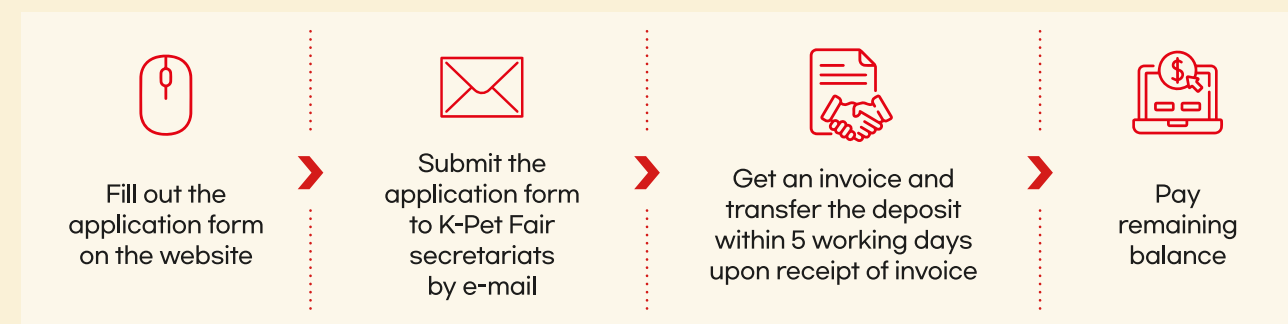 Fill out the
application form
on the website
Submit the
application form
to K-Pet Fair
secretariats
by e-mail
Get an invoice and
transfer the deposit
within 5 working days
upon receipt of invoice
$
Pay
remaining
balance